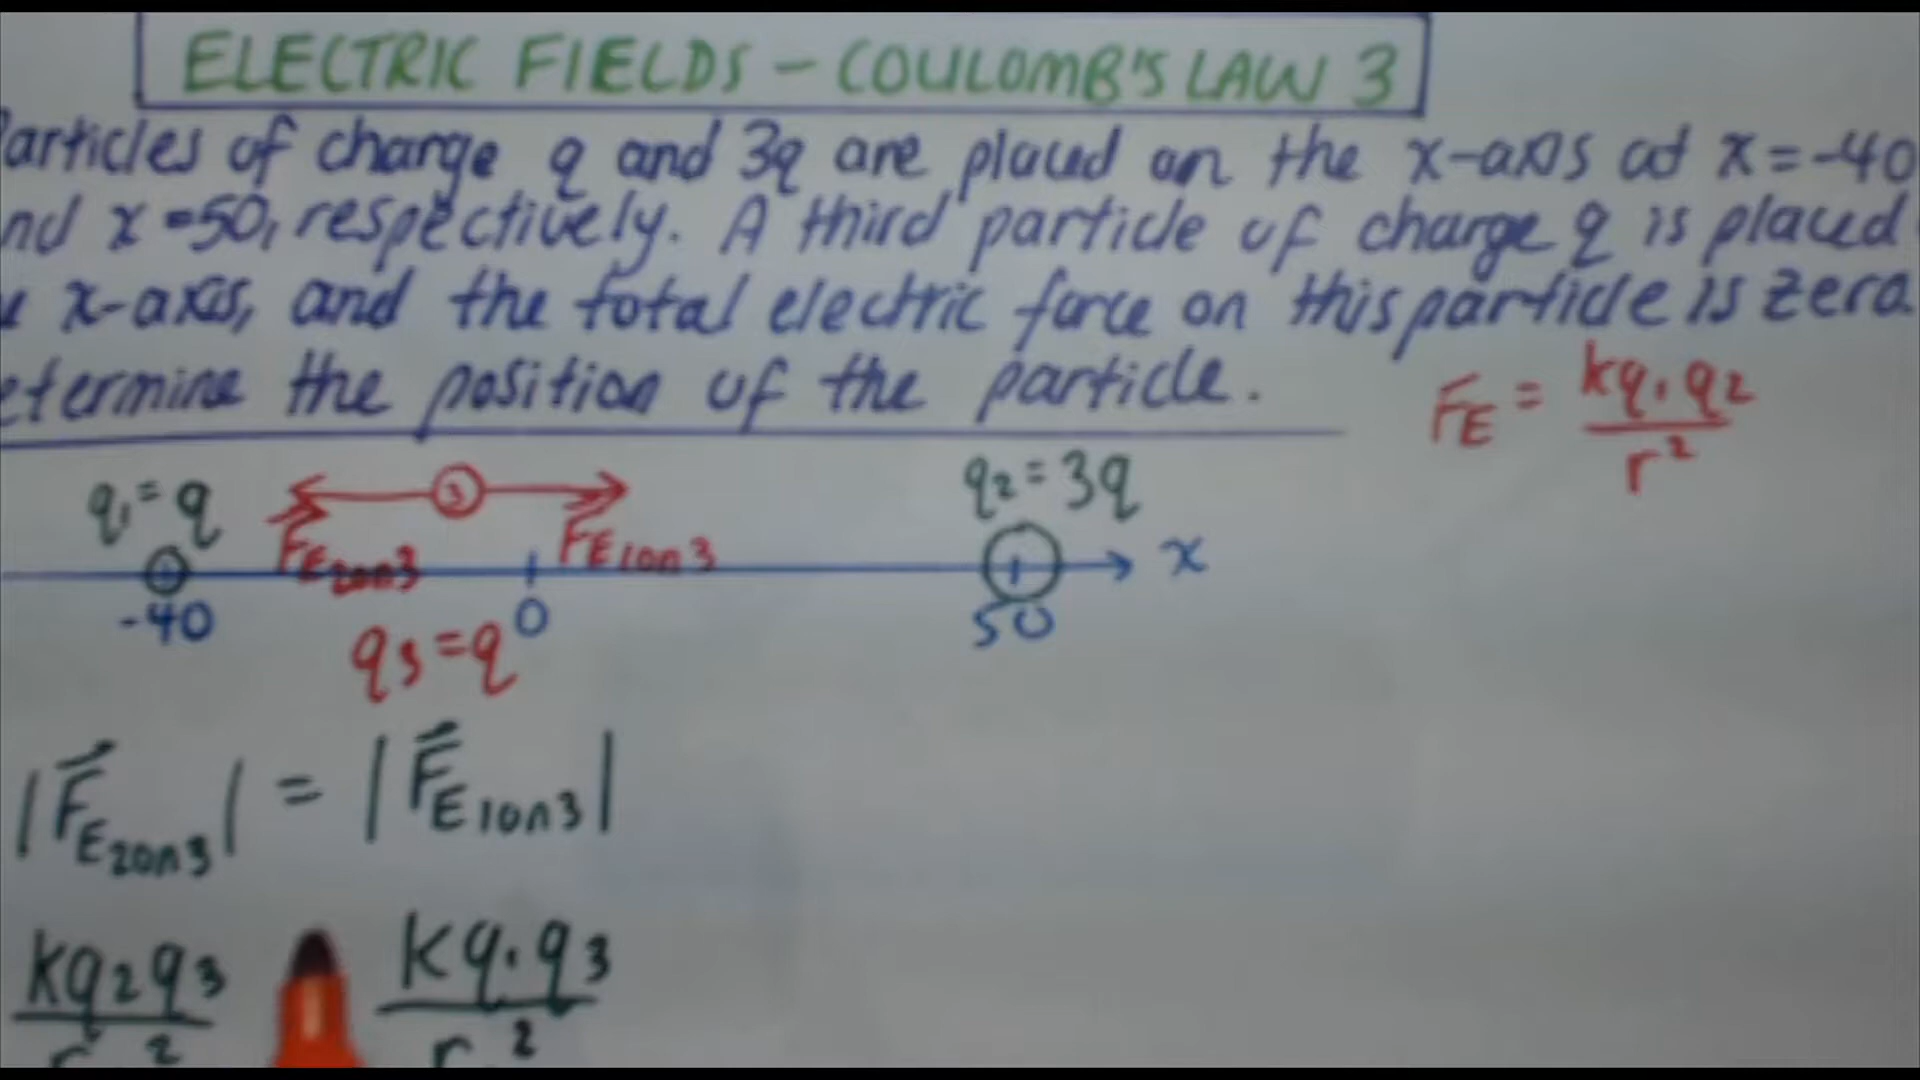 ELECTRIC FIELDS - COULOMB'S LAW 3
articles of charge q and 3q are placed on the x-axis at x=-40
nd x=50, respectively. A third particle of charge q is placed
x-axis, and the total electric force on this particle is zero.
etermine the position of the particle.
FE = kq1q2
r²
q1=q
3
q2=3q
FE2on3
FE1on3
x
-40
0
50
q3=q
|FE2on3| = |FE1on3|
kq2q3 kq1q3
r² r²